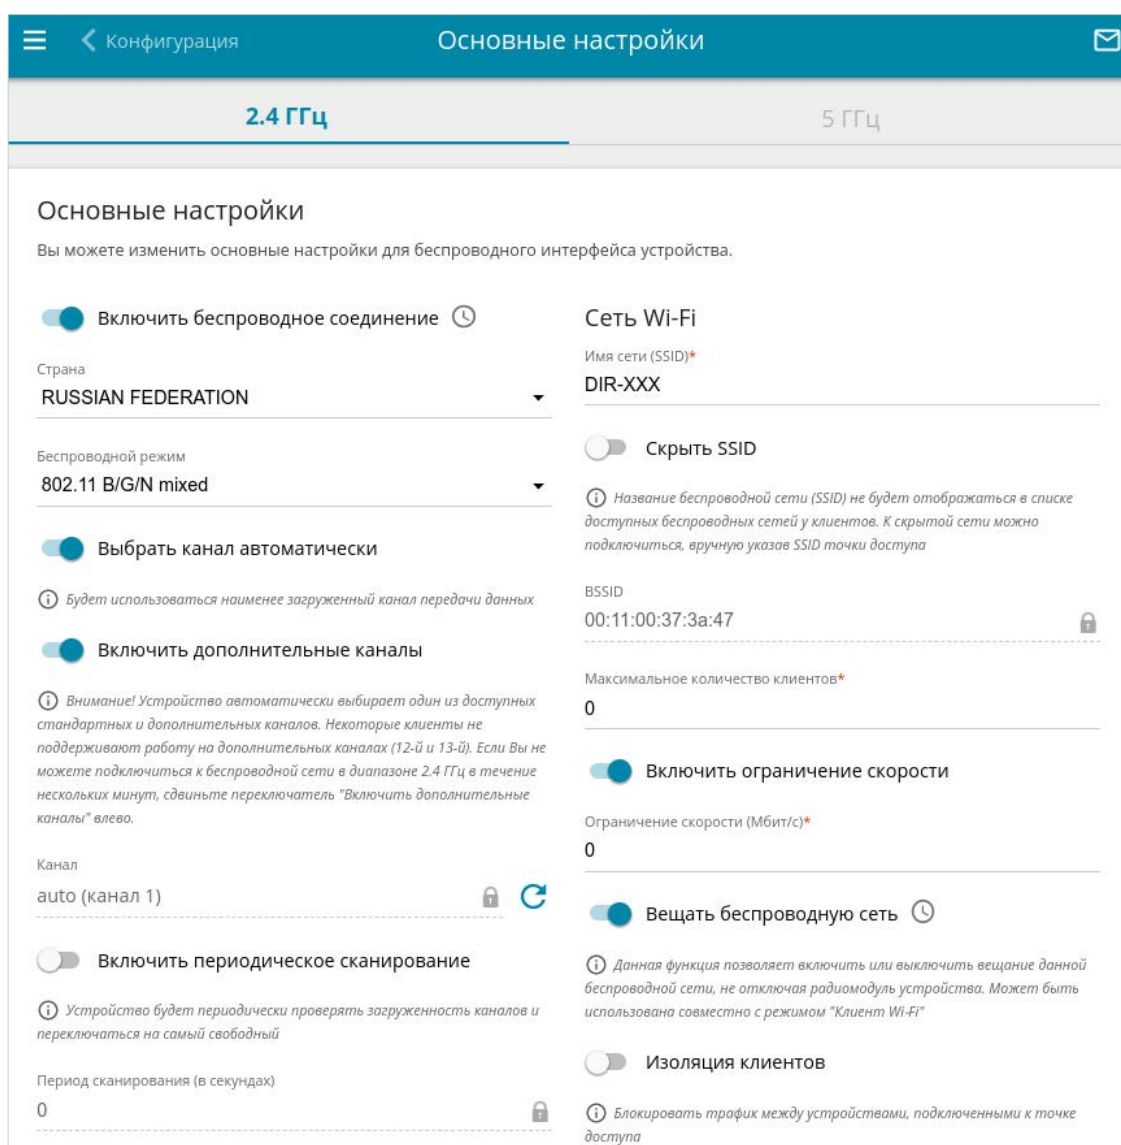 Конфигурация
Основные настройки
2.4 ГГц
5 ГГц
Основные настройки
Вы можете изменить основные настройки для беспроводного интерфейса устройства.
Включить беспроводное соединение
Страна
RUSSIAN FEDERATION
Беспроводной режим
802.11 B/G/N mixed
Выбрать канал автоматически
Будет использоваться наименее загруженный канал передачи данных
Включить дополнительные каналы
Внимание! Устройство автоматически выбирает один из доступных
стандартных и дополнительных каналов. Некоторые клиенты не
поддерживают работу на дополнительных каналах (12-й и 13-й). Если Вы не
можете подключиться к беспроводной сети в диапазоне 2.4 ГГц в течение
нескольких минут, сдвиньте переключатель "Включить дополнительные
каналы" влево.
Канал
auto (канал 1)
Включить периодическое сканирование
Устройство будет периодически проверять загруженность каналов и
переключаться на самый свободный
Период сканирования (в секундах)
0
Сеть Wi-Fi
Имя сети (SSID)*
DIR-XXX
Скрыть SSID
Название беспроводной сети (SSID) не будет отображаться в списке
доступных беспроводных сетей у клиентов. К скрытой сети можно
подключиться, вручную указав SSID точки доступа
BSSID
00:11:00:37:3a:47
Максимальное количество клиентов*
0
Включить ограничение скорости
Ограничение скорости (Мбит/с)*
0
Вещать беспроводную сеть
Данная функция позволяет включить или выключить вещание данной
беспроводной сети, не отключая радиомодуль устройства. Может быть
использована совместно с режимом "Клиент Wi-Fi"
Изоляция клиентов
Блокировать трафик между устройствами, подключенными к точке
доступа